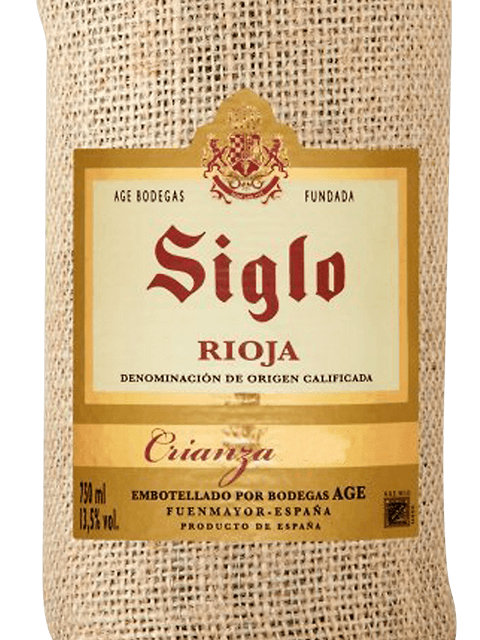 AGE BODEGAS FUNDADA
Siglo
RIOJA
DENOMINACIÓN DE ORIGEN CALIFICADA
Crianza
750 ml
13,5% vol.
EMBOTELLADO POR BODEGAS AGE
FUENMAYOR-ESPAÑA
PRODUCTO DE ESPAÑA